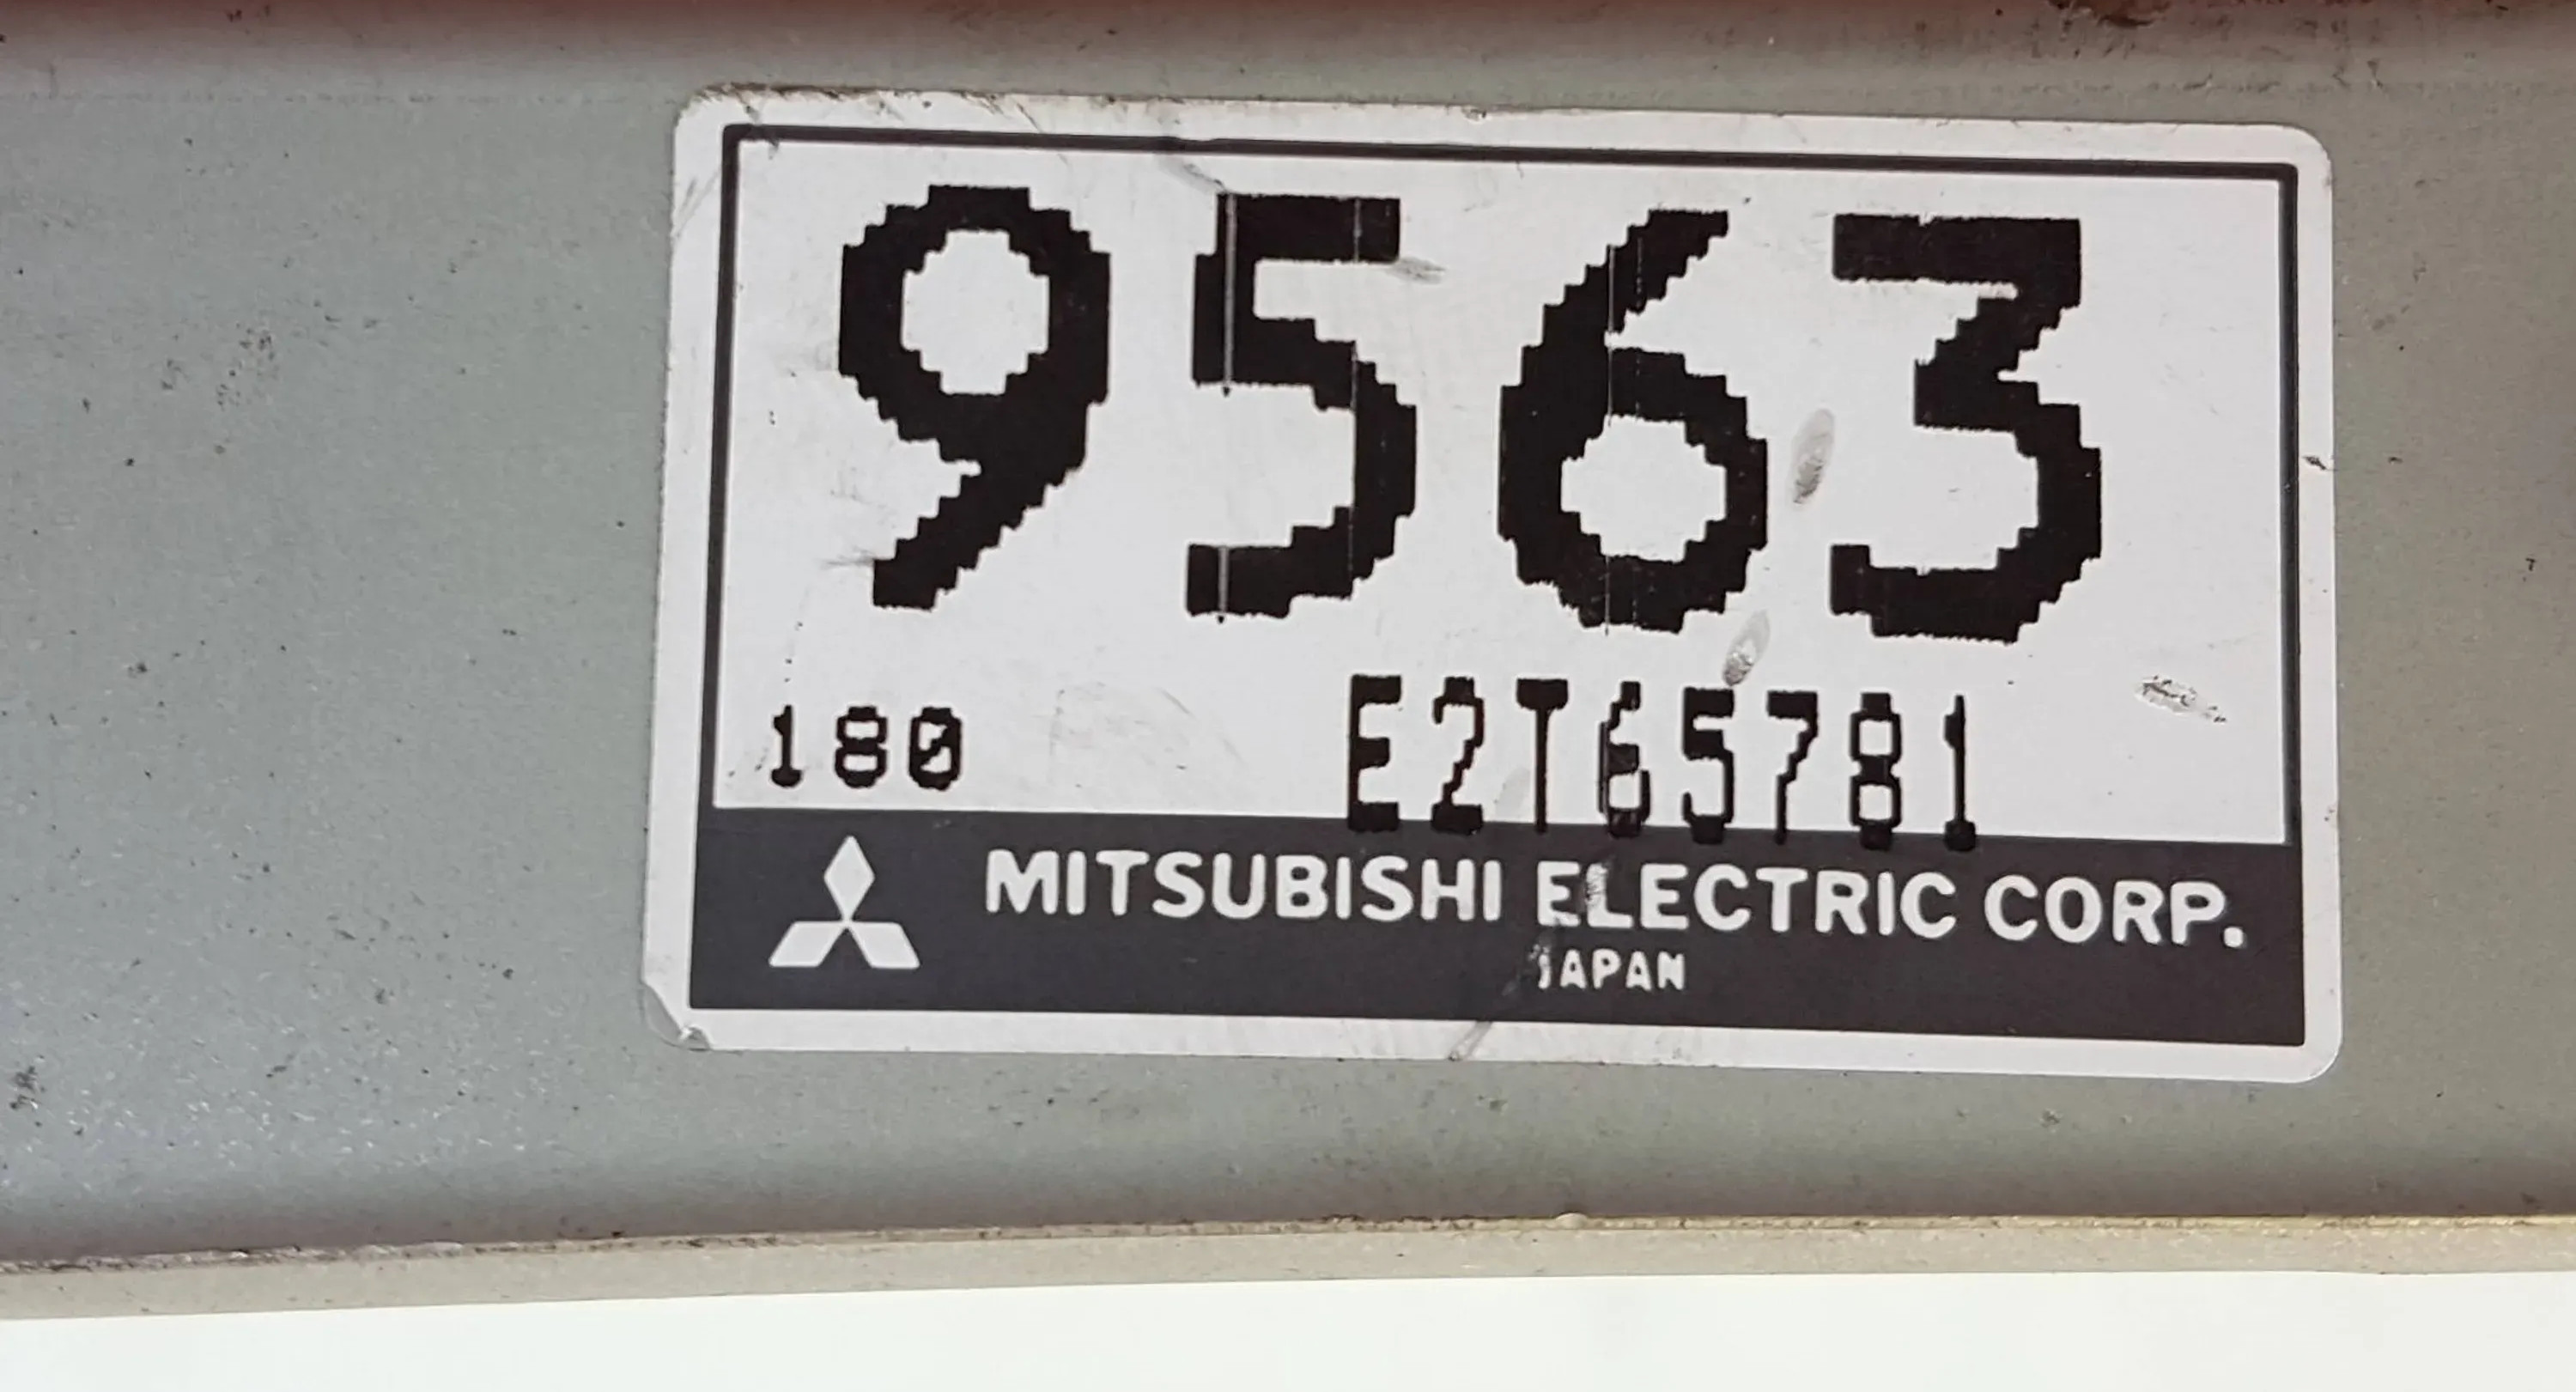 9563
180 E2T65781
MITSUBISHI ELECTRIC CORP.
JAPAN